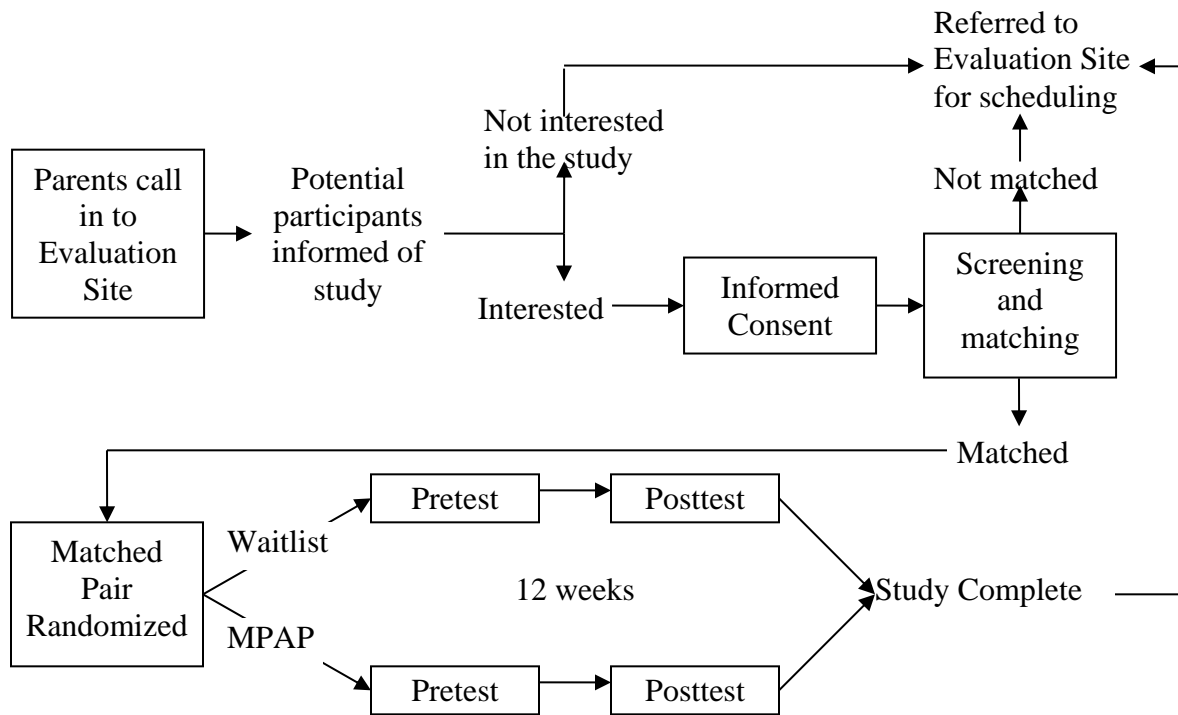 Referred to
Evaluation Site
for scheduling
Not interested
in the study
Parents call
in to
Evaluation
Site
Potential
participants
informed of
study
Not matched
Interested
Informed
Consent
Screening
and
matching
Matched
Matched
Pair
Randomized
Waitlist
Pretest
Posttest
12 weeks
Study Complete
MPAP
Pretest
Posttest